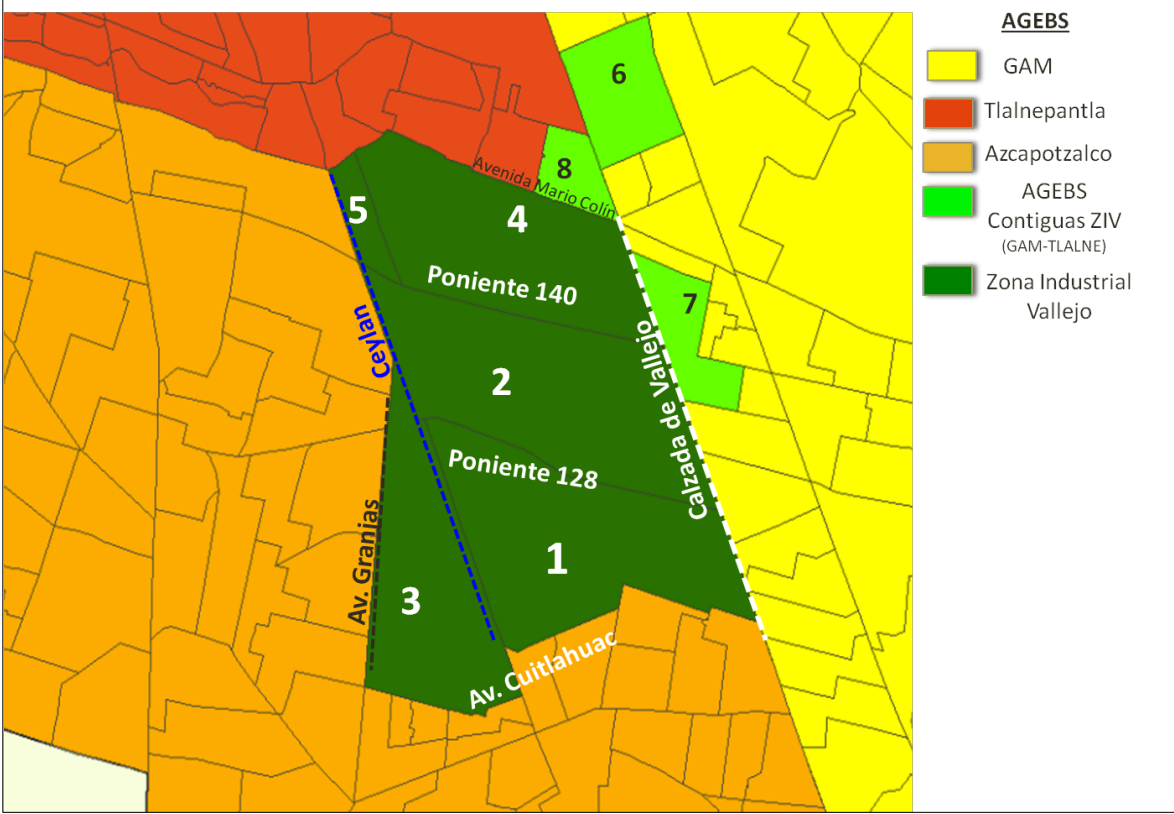 AGEBS
GAM
Tlalnepantla
Azcapotzalco
AGEBS
Contiguas ZIV
(GAM-TLALNE)
Zona Industrial
Vallejo
6
8
Avenida Mario Colín
5
4
Poniente 140
7
Ceylan
Calzada de Vallejo
2
Poniente 128
Av. Granjas
1
3
Av. Cuitlahuac